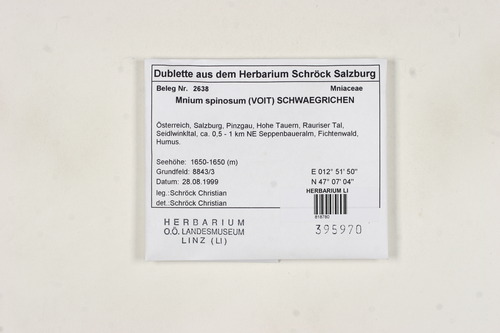 Dublette aus dem Herbarium Schröck Salzburg
Beleg Nr. 2638 Mniaceae
Mnium spinosum (VOIT) SCHWAEGRICHEN
Österreich, Salzburg, Pinzgau, Hohe Tauern, Rauriser Tal,
Seidlwinkltal, ca. 0,5 - 1 km NE Seppenbaueralm, Fichtenwald,
Humus.
Seehöhe: 1650-1650 (m)
Grundfeld: 8843/3 E 012° 51' 50"
Datum: 28.08.1999 N 47° 07' 04"
leg.: Schröck Christian HERBARIUM LI
det.: Schröck Christian
HERBARIUM
O.Ö. LANDESMUSEUM
LINZ (LI)
395970